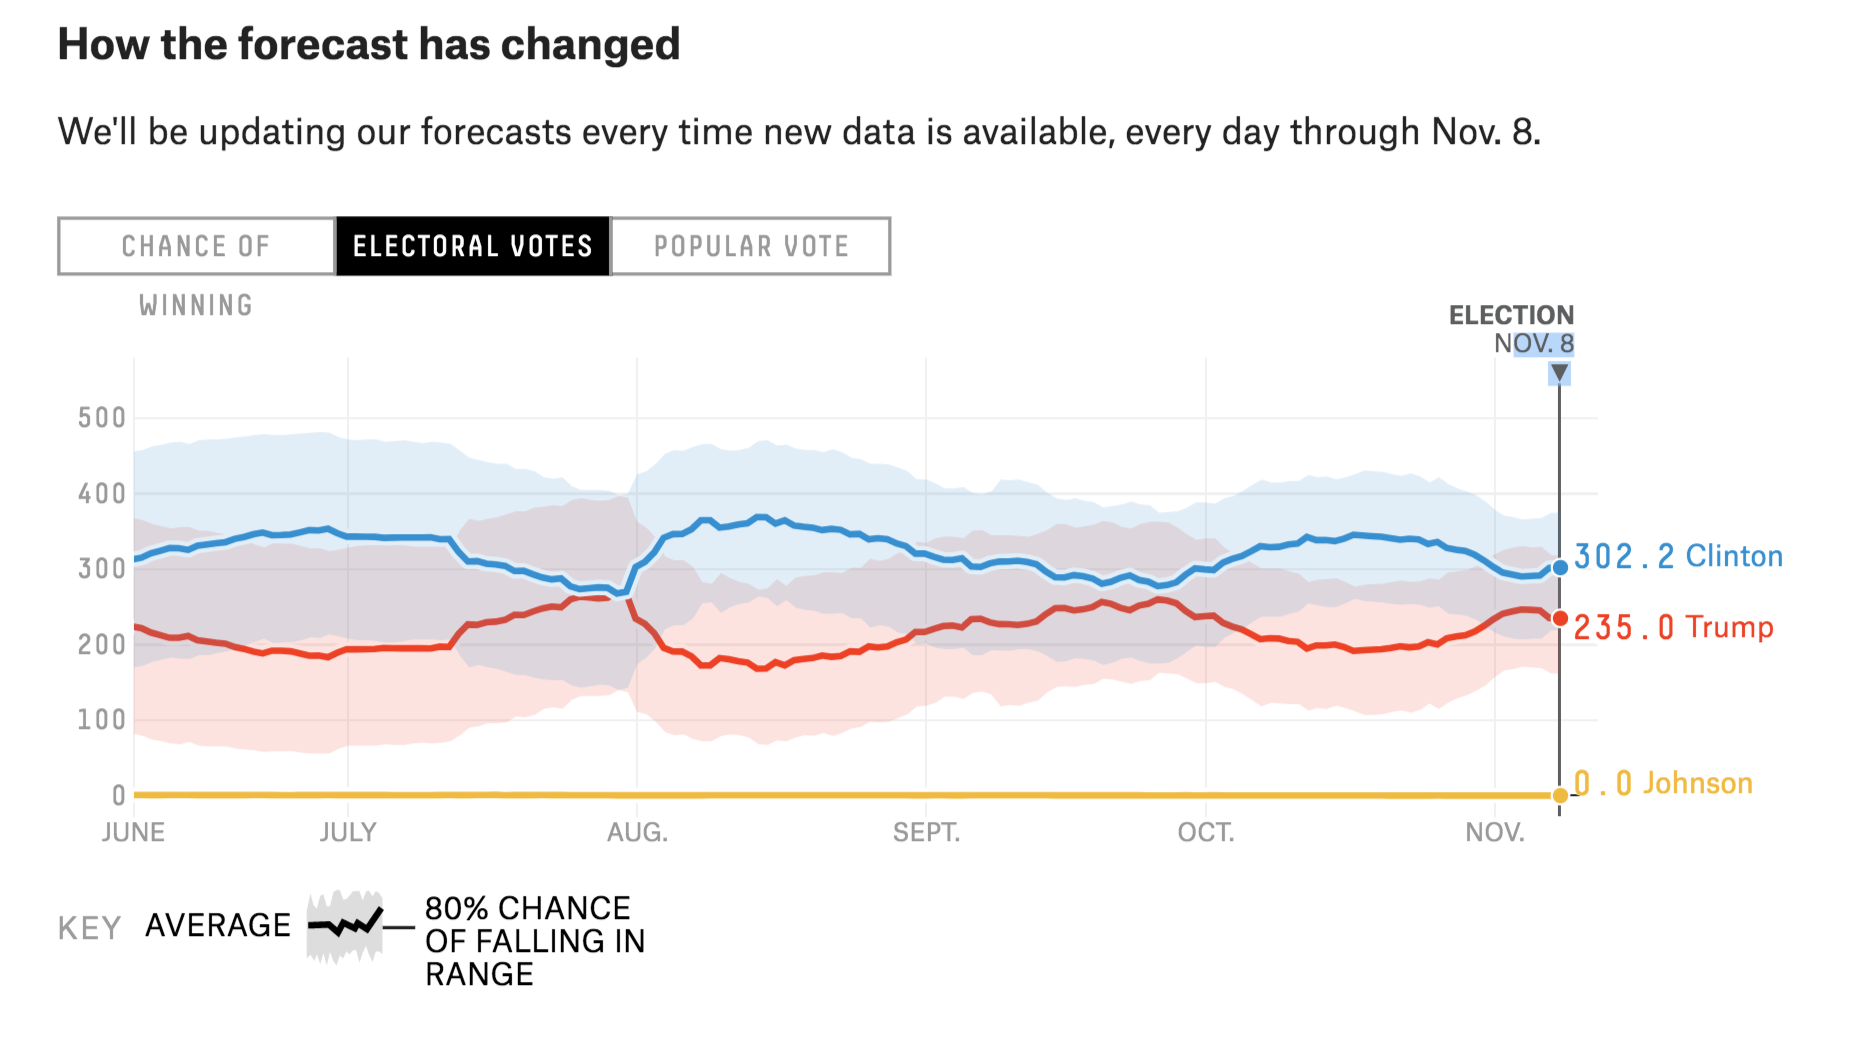 How the forecast has changed
We'll be updating our forecasts every time new data is available, every day through Nov. 8.
CHANCE OF WINNING
ELECTORAL VOTES
POPULAR VOTE
ELECTION
NOV. 8
500
400
300
200
100
0
302.2 Clinton
235.0 Trump
0.0 Johnson
JUNE
JULY
AUG.
SEPT.
OCT.
NOV.
KEY
AVERAGE
80% CHANCE
OF FALLING IN
RANGE